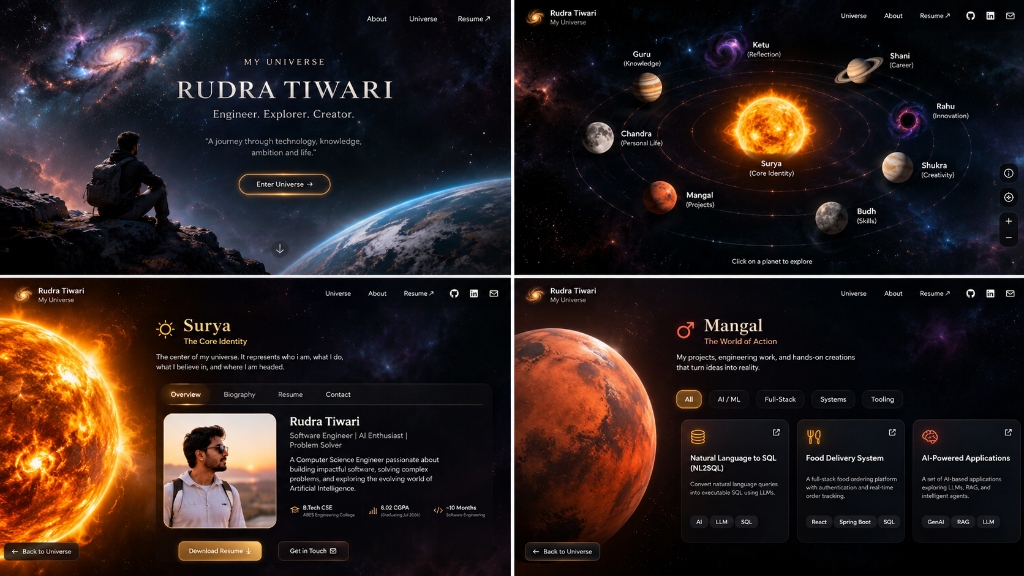 About
Universe
Resume ↗
MY UNIVERSE
RUDRA TIWARI
Engineer. Explorer. Creator.
"A journey through technology, knowledge,
ambition and life."
Enter Universe →
Rudra Tiwari
My Universe
Universe
About
Resume ↗
Guru
(Knowledge)
Ketu
(Reflection)
Shani
(Career)
Rahu
(Innovation)
Chandra
(Personal Life)
Surya
(Core Identity)
Shukra
(Creativity)
Mangal
(Projects)
Budh
(Skills)
Click on a planet to explore
Rudra Tiwari
My Universe
Universe
About
Resume ↗
Surya
The Core Identity
The center of my universe. It represents who i am, what I do,
what I believe in, and where I am headed.
Overview
Biography
Resume
Contact
Rudra Tiwari
Software Engineer | AI Enthusiast |
Problem Solver
A Computer Science Engineer passionate about
building impactful software, solving complex
problems, and exploring the evolving world of
Artificial Intelligence.
B.Tech CSE
ABES Engineering College
8.02 CGPA
(Graduating Jul 2026)
~10 Months
Software Engineering
Download Resume ↓
Get in Touch
← Back to Universe
Rudra Tiwari
My Universe
Universe
About
Resume ↗
Mangal
The World of Action
My projects, engineering work, and hands-on creations
that turn ideas into reality.
All
AI / ML
Full-Stack
Systems
Tooling
Natural Language to SQL
(NL2SQL)
Convert natural language queries
into executable SQL using LLMs.
AI
LLM
SQL
Food Delivery System
A full-stack food ordering platform
with authentication and real-time
order tracking.
React
Spring Boot
SQL
AI-Powered Applications
A set of AI-based applications
exploring LLMs, RAG, and
intelligent agents.
GenAI
RAG
LLM
← Back to Universe